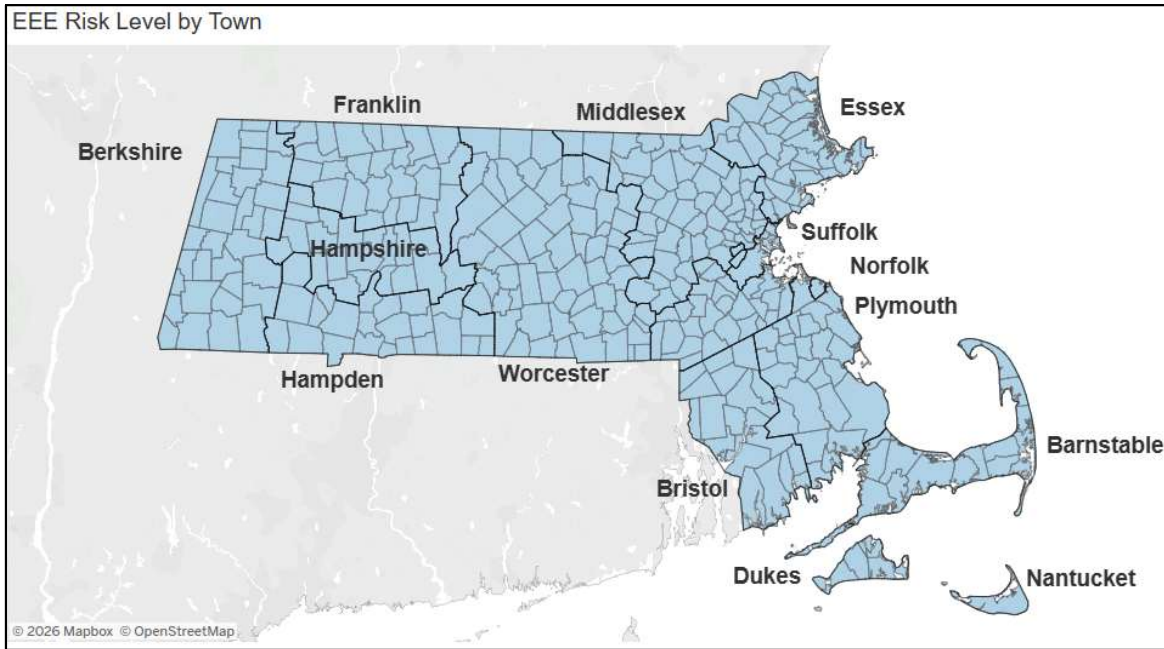 EEE Risk Level by Town
Franklin
Middlesex
Essex
Berkshire
Hampshire
Suffolk
Norfolk
Plymouth
Hampden
Worcester
Barnstable
Bristol
Dukes
Nantucket
© 2026 Mapbox © OpenStreetMap